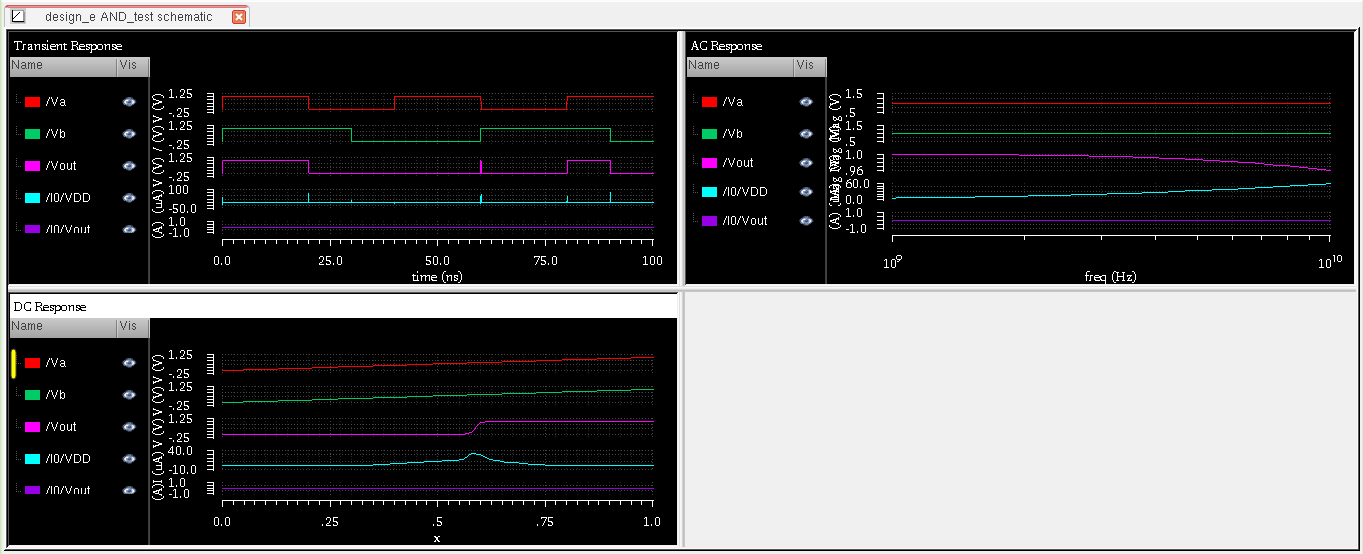 design_e AND_test schematic
Transient Response
Name Vis
/Va
/Vb
/Vout
/I0/VDD
/I0/Vout
1.25
-.25
1.25
-.25
1.25
-.25
100
-50.0
1.0
-1.0
V (V)
(uA)
(A)
0.0 25.0 50.0 75.0 100
time (ns)
AC Response
Name Vis
/Va
/Vb
/Vout
/I0/VDD
/I0/Vout
1.5
.5
1.5
.5
1.0
.96
60.0
0.0
1.0
-1.0
Mag (V)
(A)
10^9 10^10
freq (Hz)
DC Response
Name Vis
/Va
/Vb
/Vout
/I0/VDD
/I0/Vout
1.25
-.25
1.25
-.25
1.25
-.25
40.0
-10.0
1.0
-1.0
(A)I (uA) V (V) V (V) V (V)
0.0 .25 .5 .75 1.0
x